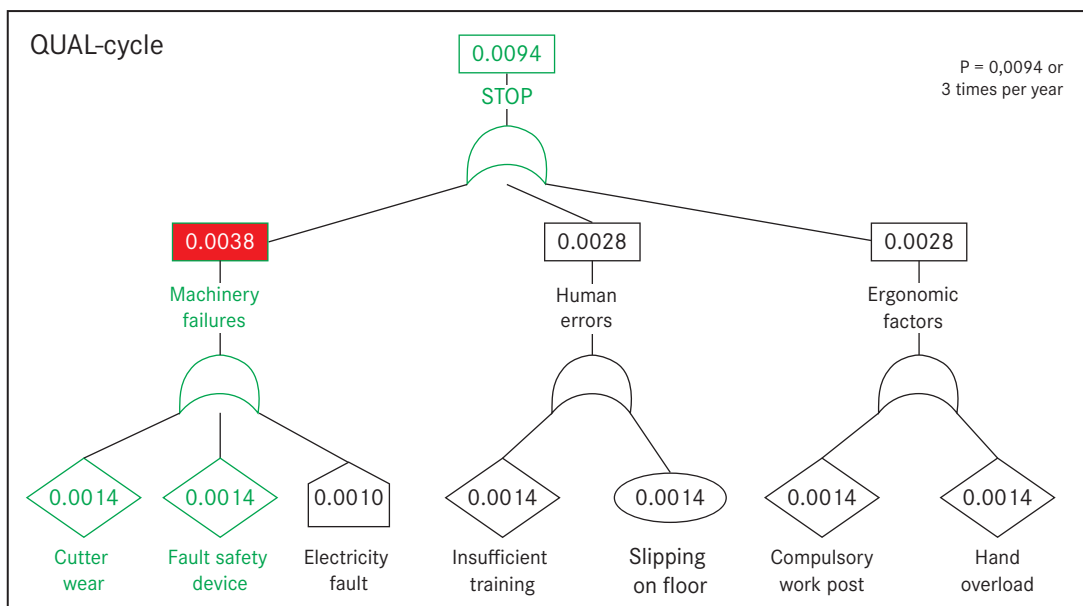 QUAL-cycle
0.0094
P = 0,0094 or
3 times per year
STOP
0.0038
0.0028
0.0028
Machinery
failures
Human
errors
Ergonomic
factors
0.0014
0.0014
0.0010
0.0014
0.0014
0.0014
0.0014
Cutter
wear
Fault safety
device
Electricity
fault
Insufficient
training
Slipping
on floor
Compulsory
work post
Hand
overload